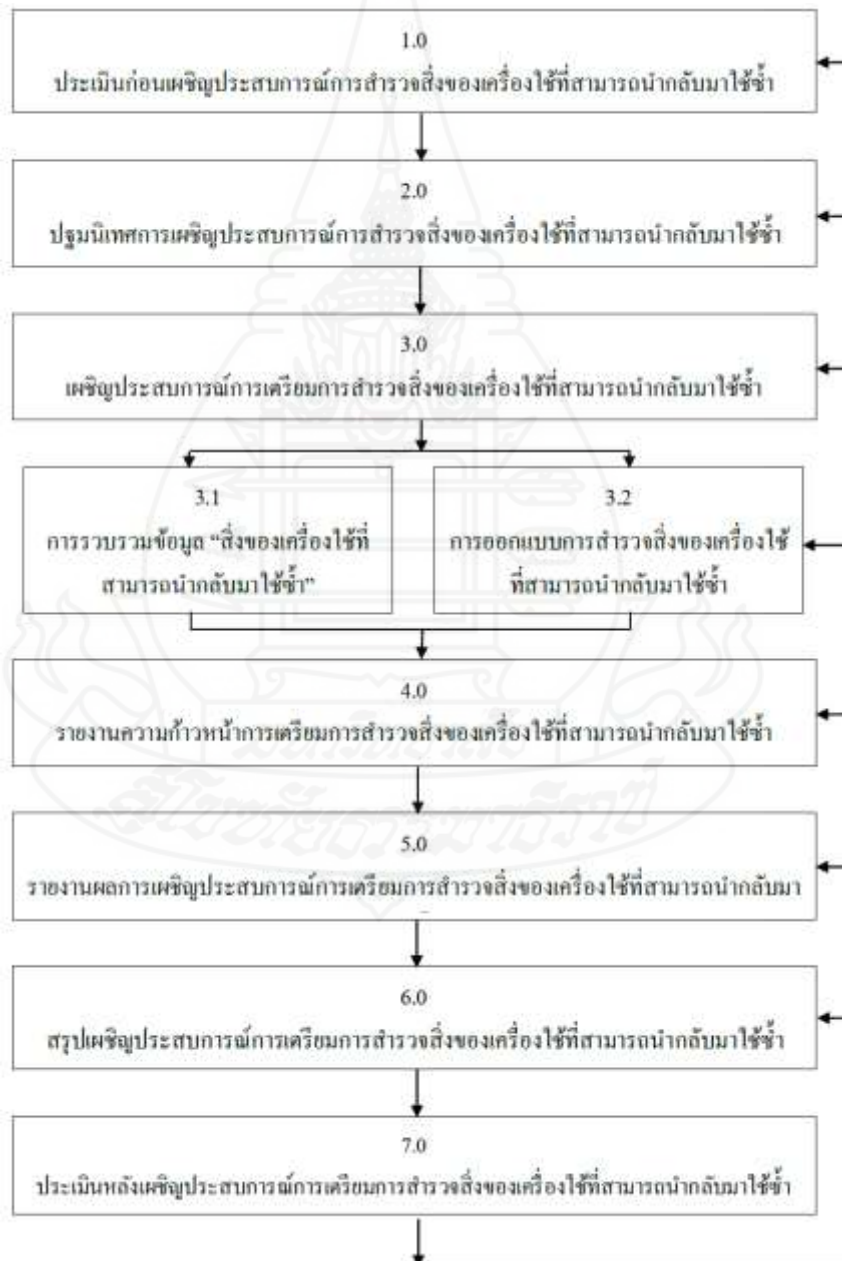 1.0
ประเมินก่อนเผชิญประสบการณ์การสำรวจสิ่งของเครื่องใช้ที่สามารถนำกลับมาใช้ซ้ำ
2.0
ปฐมนิเทศการเผชิญประสบการณ์การสำรวจสิ่งของเครื่องใช้ที่สามารถนำกลับมาใช้ซ้ำ
3.0
เผชิญประสบการณ์การเตรียมการสำรวจสิ่งของเครื่องใช้ที่สามารถนำกลับมาใช้ซ้ำ
3.1
การรวบรวมข้อมูล “สิ่งของเครื่องใช้ที่
สามารถนำกลับมาใช้ซ้ำ”
3.2
การออกแบบการสำรวจสิ่งของเครื่องใช้
ที่สามารถนำกลับมาใช้ซ้ำ
4.0
รายงานความก้าวหน้าการเตรียมการสำรวจสิ่งของเครื่องใช้ที่สามารถนำกลับมาใช้ซ้ำ
5.0
รายงานผลการเผชิญประสบการณ์การเตรียมการสำรวจสิ่งของเครื่องใช้ที่สามารถนำกลับมา
6.0
สรุปเผชิญประสบการณ์การเตรียมการสำรวจสิ่งของเครื่องใช้ที่สามารถนำกลับมาใช้ซ้ำ
7.0
ประเมินหลังเผชิญประสบการณ์การเตรียมการสำรวจสิ่งของเครื่องใช้ที่สามารถนำกลับมาใช้ซ้ำ